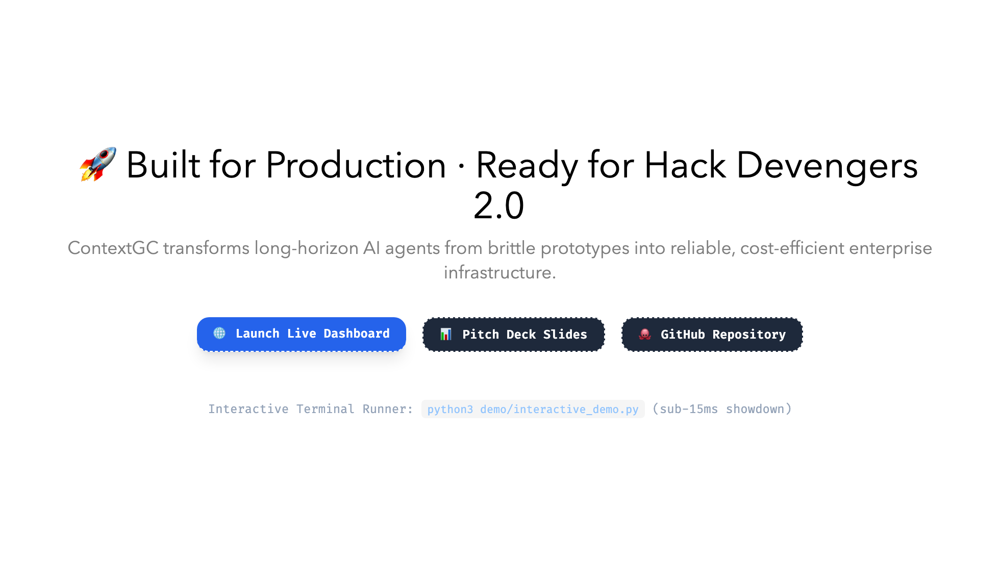 🚀 Built for Production · Ready for Hack Devengers
2.0
ContextGC transforms long-horizon AI agents from brittle prototypes into reliable, cost-efficient enterprise
infrastructure.
🌐 Launch Live Dashboard 📊 Pitch Deck Slides 🐙 GitHub Repository
Interactive Terminal Runner: python3 demo/interactive_demo.py (sub-15ms showdown)